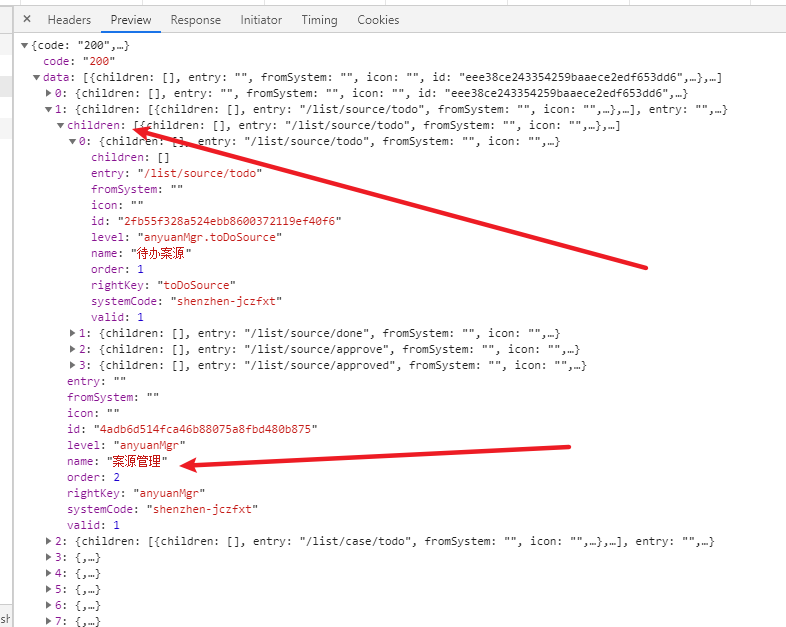 × Headers Preview Response Initiator Timing Cookies
▼{code: "200",…}
code: "200"
▼data: [{children: [], entry: "", fromSystem: "", icon: "", id: "eee38ce243354259baaece2edf653dd6",…},…]
▶0: {children: [], entry: "", fromSystem: "", icon: "", id: "eee38ce243354259baaece2edf653dd6",…}
▼1: {children: [{children: [], entry: "/list/source/todo", fromSystem: "", icon: "",…},…], entry: "",…}
▼children: [{children: [], entry: "/list/source/todo", fromSystem: "", icon: "",…},…]
▼0: {children: [], entry: "/list/source/todo", fromSystem: "", icon: "",…}
children: []
entry: "/list/source/todo"
fromSystem: ""
icon: ""
id: "2fb55f328a524ebb8600372119ef40f6"
level: "anyuanMgr.toDoSource"
name: "待办案源"
order: 1
rightKey: "toDoSource"
systemCode: "shenzhen-jczfxt"
valid: 1
▶1: {children: [], entry: "/list/source/done", fromSystem: "", icon: "",…}
▶2: {children: [], entry: "/list/source/approve", fromSystem: "", icon: "",…}
▶3: {children: [], entry: "/list/source/approved", fromSystem: "", icon: "",…}
entry: ""
fromSystem: ""
icon: ""
id: "4adb6d514fca46b88075a8fbd480b875"
level: "anyuanMgr"
name: "案源管理"
order: 2
rightKey: "anyuanMgr"
systemCode: "shenzhen-jczfxt"
valid: 1
▶2: {children: [{children: [], entry: "/list/case/todo", fromSystem: "", icon: "",…},…], entry: "",…}
▶3: {,…}
▶4: {,…}
▶5: {,…}
▶6: {,…}
sh
▶7: {,…}